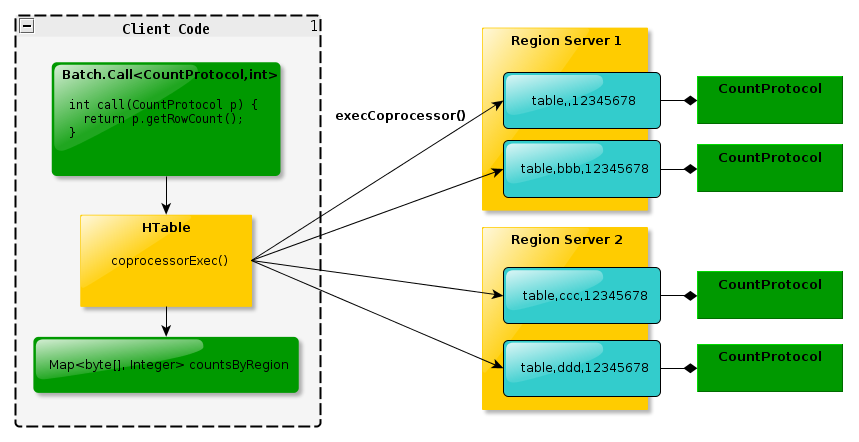 Client Code
1
Batch.Call<CountProtocol,int>
int call(CountProtocol p) {
  return p.getRowCount();
}
HTable
coprocessorExec()
Map<byte[], Integer> countsByRegion
execCoprocessor()
Region Server 1
table,,12345678
CountProtocol
table,bbb,12345678
CountProtocol
Region Server 2
table,ccc,12345678
CountProtocol
table,ddd,12345678
CountProtocol